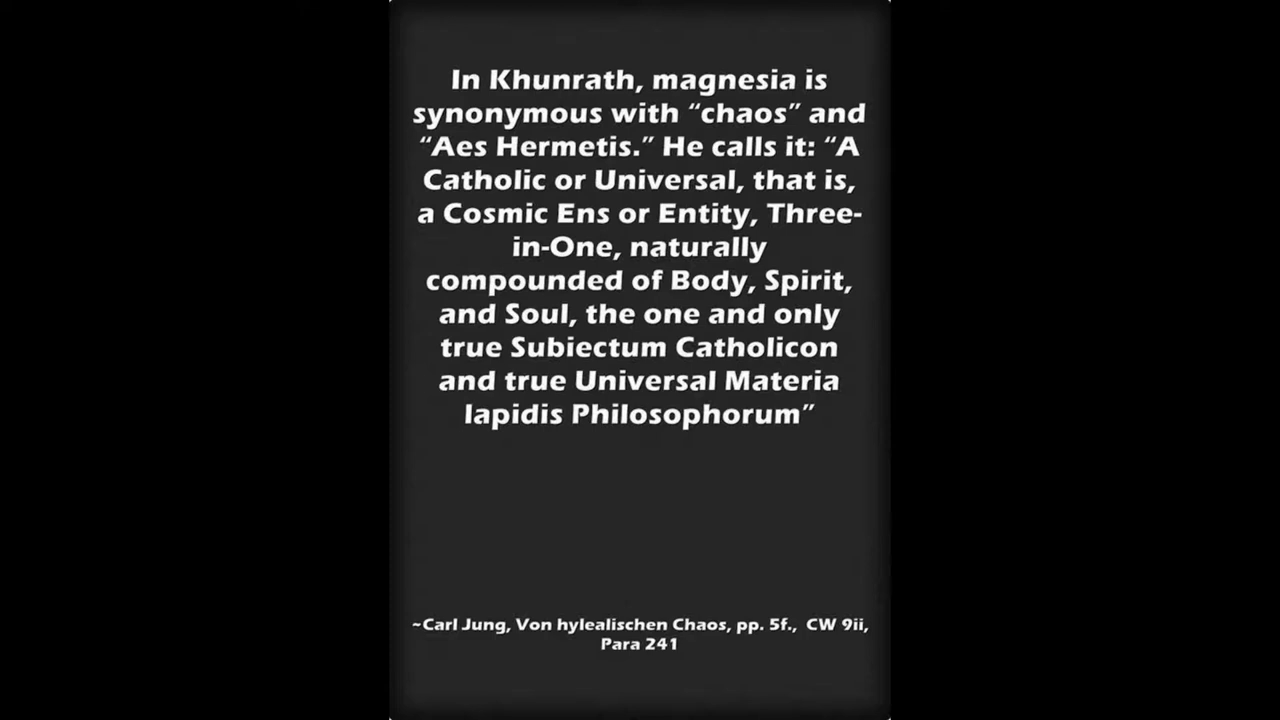 In Khunrath, magnesia is
synonymous with “chaos” and
“Aes Hermetis.” He calls it: “A
Catholic or Universal, that is,
a Cosmic Ens or Entity, Three-
in-One, naturally
compounded of Body, Spirit,
and Soul, the one and only
true Subiectum Catholicon
and true Universal Materia
lapidis Philosophorum”
~Carl Jung, Von hylealischen Chaos, pp. 5f., CW 9ii,
Para 241